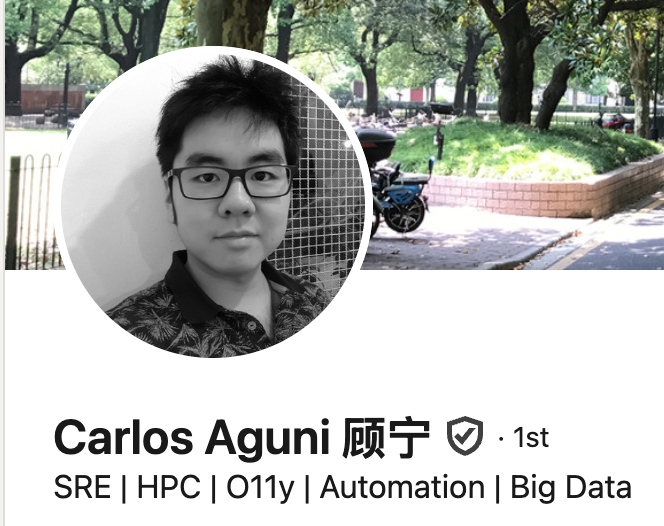 Carlos Aguni 顾宁 · 1st
SRE | HPC | O11y | Automation | Big Data